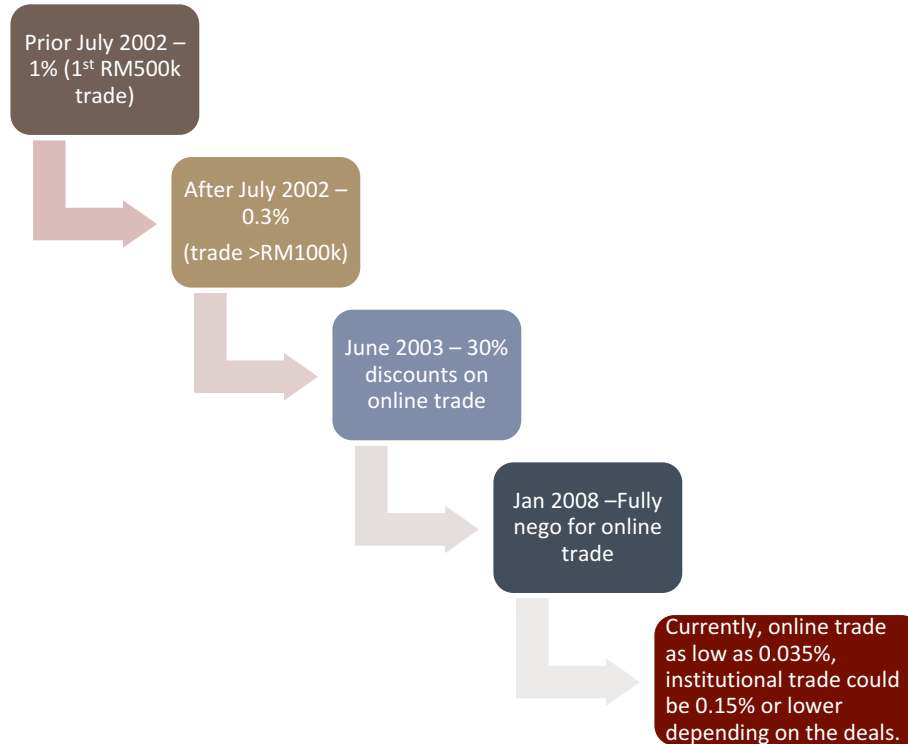 Prior July 2002 –
1% (1st RM500k
trade)
After July 2002 –
0.3%
(trade >RM100k)
June 2003 – 30%
discounts on
online trade
Jan 2008 –Fully
nego for online
trade
Currently, online trade
as low as 0.035%,
institutional trade could
be 0.15% or lower
depending on the deals.